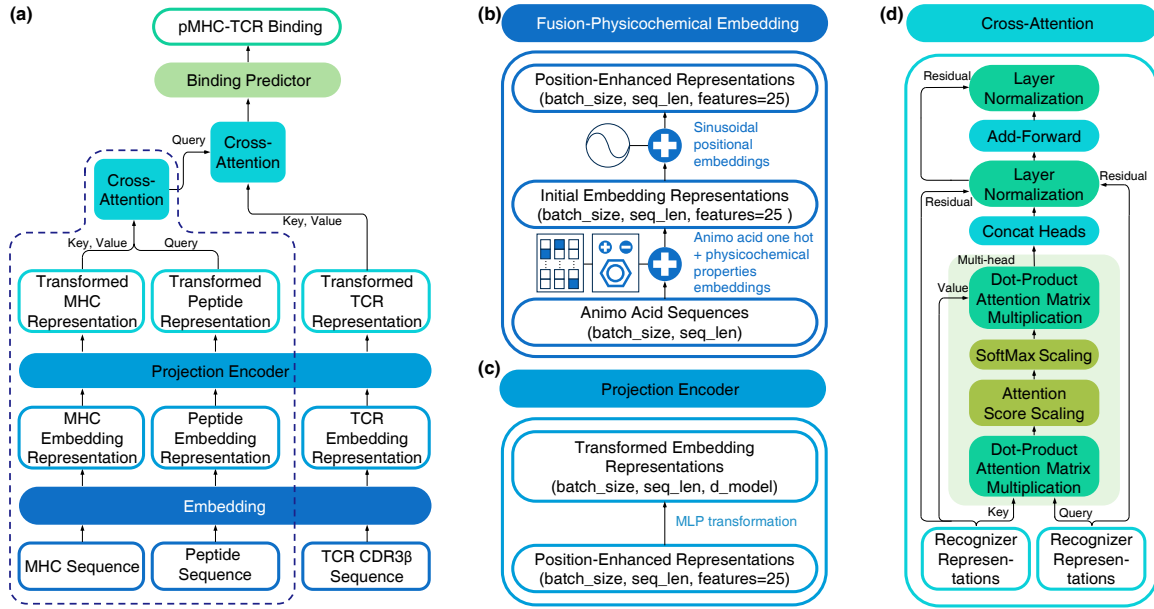 (a)
pMHC-TCR Binding
Binding Predictor
Query
Cross-
Attention
Cross-
Attention
Key, Value
Key, Value
Query
Transformed
MHC
Representation
Transformed
Peptide
Representation
Transformed
TCR
Representation
Projection Encoder
MHC
Embedding
Representation
Peptide
Embedding
Representation
TCR
Embedding
Representation
Embedding
MHC Sequence
Peptide
Sequence
TCR CDR3β
Sequence
(b)
Fusion-Physicochemical Embedding
Position-Enhanced Representations
(batch_size, seq_len, features=25)
Sinusoidal
positional
embeddings
Initial Embedding Representations
(batch_size, seq_len, features=25 )
Animo acid one hot
+ physicochemical
properties
embeddings
Animo Acid Sequences
(batch_size, seq_len)
(c)
Projection Encoder
Transformed Embedding
Representations
(batch_size, seq_len, d_model)
MLP transformation
Position-Enhanced Representations
(batch_size, seq_len, features=25)
(d)
Cross-Attention
Residual
Layer
Normalization
Add-Forward
Layer
Normalization
Residual
Residual
Concat Heads
Multi-head
Value
Dot-Product
Attention Matrix
Multiplication
SoftMax Scaling
Attention
Score Scaling
Dot-Product
Attention Matrix
Multiplication
Key
Query
Recognizer
Represen-
tations
Recognizer
Represen-
tations